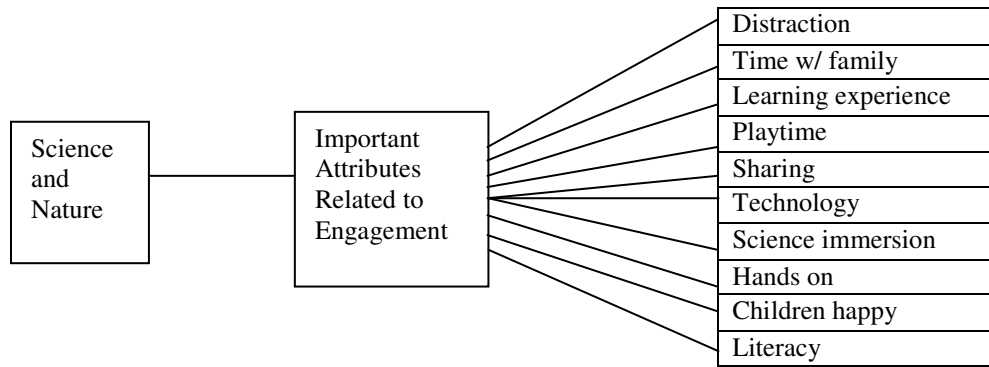 Science
and
Nature
Important
Attributes
Related to
Engagement
Distraction
Time w/ family
Learning experience
Playtime
Sharing
Technology
Science immersion
Hands on
Children happy
Literacy